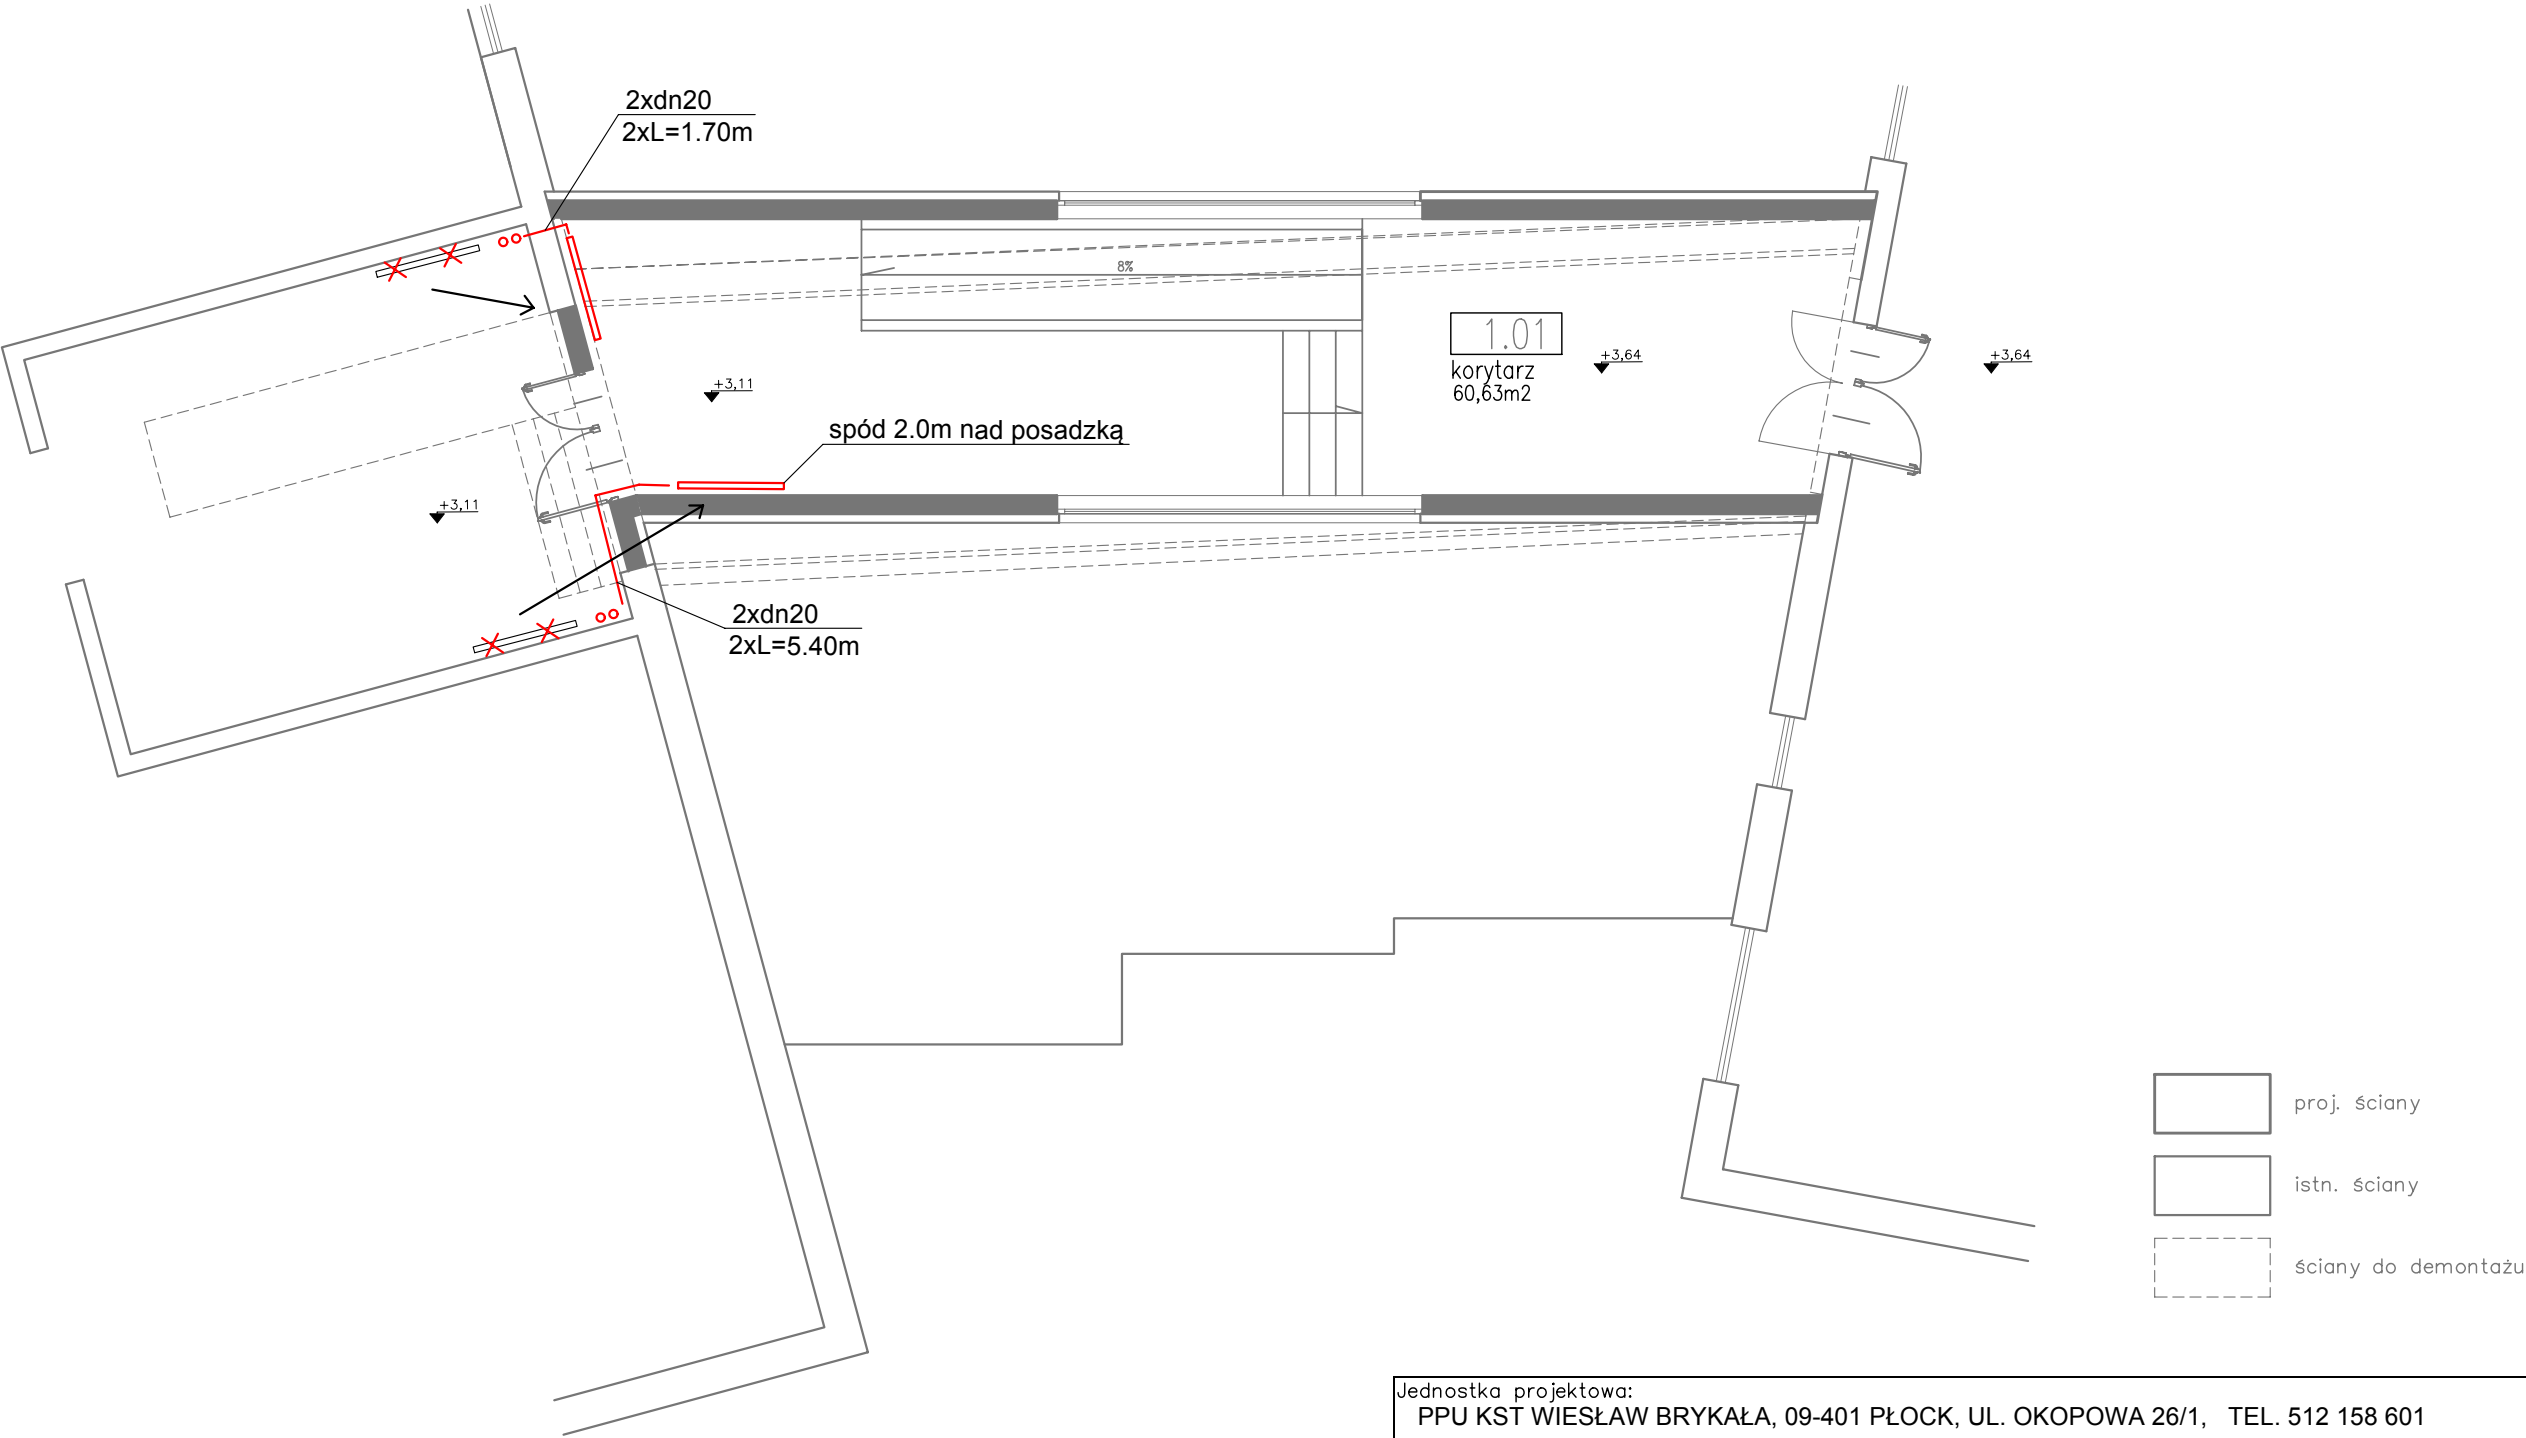 2xdn20
2xL=1.70m
8%
1.01
korytarz
60,63m2
+3,64
+3,64
+3,11
spód 2.0m nad posadzką
+3,11
2xdn20
2xL=5.40m
proj. ściany
istn. ściany
ściany do demontażu
Jednostka projektowa:
PPU KST WIESŁAW BRYKAŁA, 09-401 PŁOCK, UL. OKOPOWA 26/1, TEL. 512 158 601